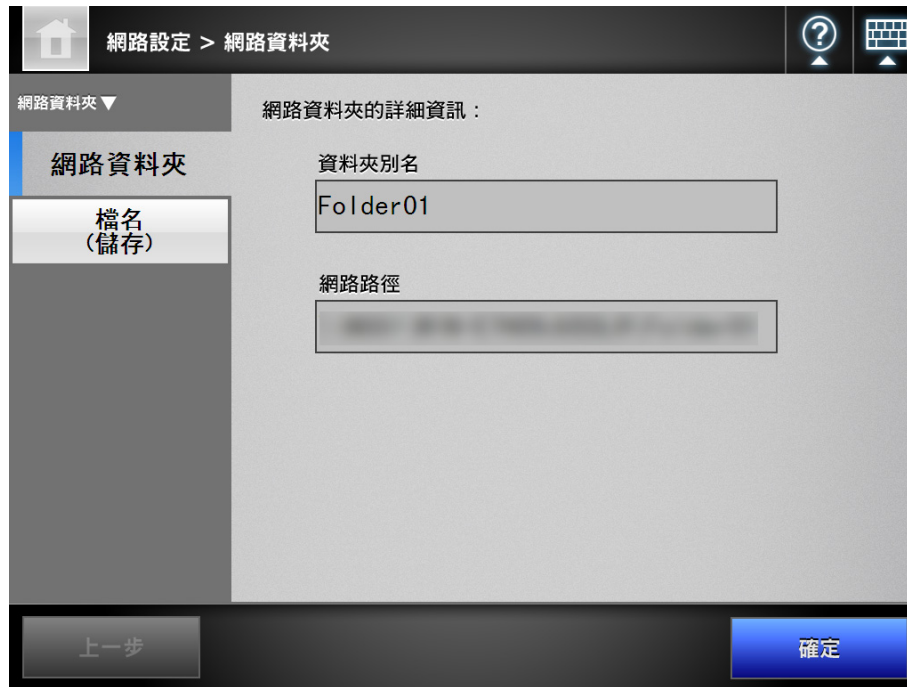 網路設定 > 網路資料夾
網路資料夾▼
網路資料夾
檔名
(儲存)
網路資料夾的詳細資訊：
資料夾別名
Folder01
網路路徑
上一步
確定